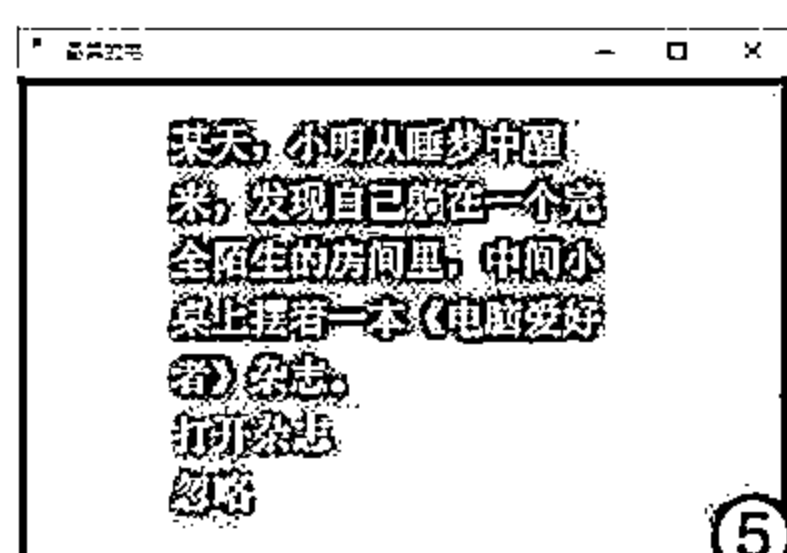 某天，小明从睡梦中醒
来，发现自己躺在一个完
全陌生的房间里，中间小
桌上摆着一本《电脑爱好
者》杂志。
打开杂志
忽略
⑤